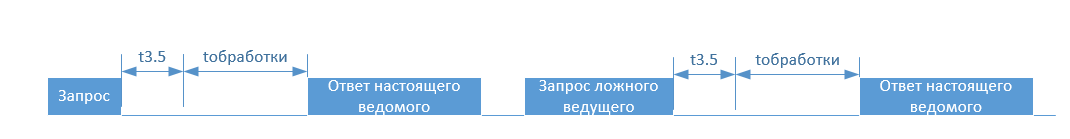 t3.5
tобработки
t3.5
tобработки
Запрос
Ответ настоящего
ведомого
Запрос ложного
ведущего
Ответ настоящего
ведомого